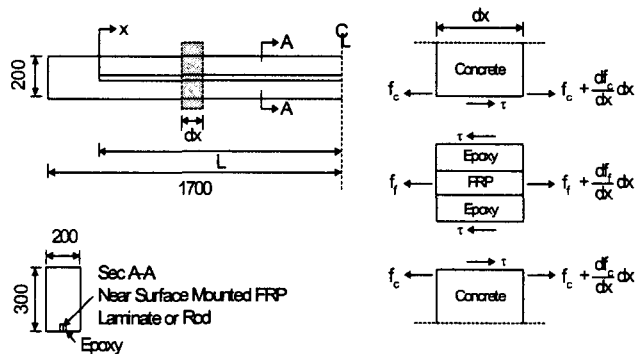 x
A
C
L
200
A
dx
L
1700
200
300
Sec A-A
Near Surface Mounted FRP
Laminate or Rod
Epoxy
dx
Concrete
f_c
f_c + df_c/dx dx
τ
τ
Epoxy
FRP
Epoxy
f_f
f_f + df_f/dx dx
τ
τ
f_c
f_c + df_c/dx dx
Concrete